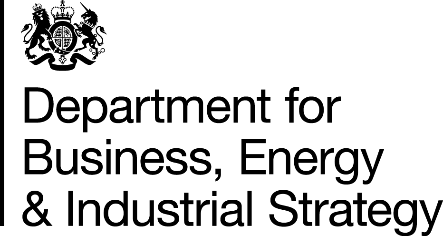 Department for
Business, Energy
& Industrial Strategy